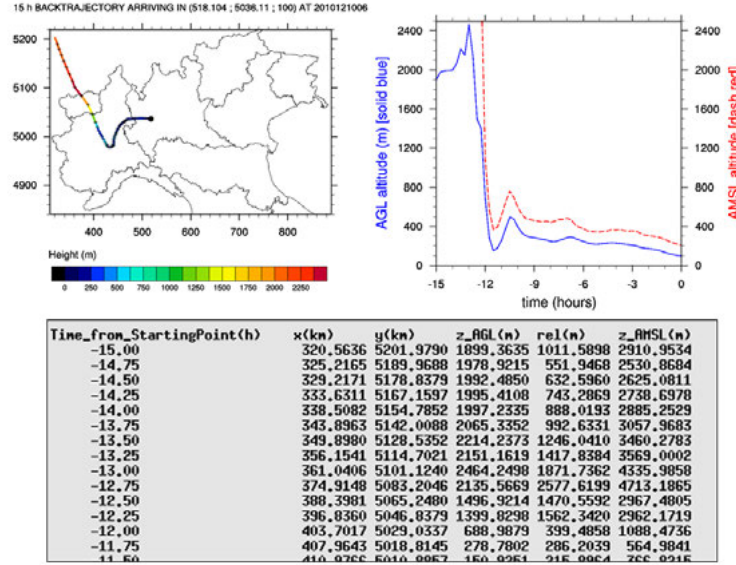 15 h BACKTRAJECTORY ARRIVING IN (518.104 ; 5036.11 ; 100) AT 2010121006
5200
5100
5000
4900
400 500 600 700 800
Height (m)
0 250 500 750 1000 1250 1500 1750 2000 2250
AGL altitude (m) [solid blue]
2400
2000
1600
1200
800
400
0
-15 -12 -9 -6 -3 0
time (hours)
2400
2000
1600
1200
800
400
0
AMSL altitude [dash red]
Time_from_StartingPoint(h) x(km) y(km) z_AGL(m) rel(m) z_AMSL(m)
-15.00 320.5636 5201.9790 1899.3635 1011.5898 2910.9534
-14.75 325.2165 5189.9688 1978.9215 551.9468 2530.8684
-14.50 329.2171 5178.8379 1992.4850 632.5960 2625.0811
-14.25 333.6311 5167.1597 1995.4108 743.2869 2738.6978
-14.00 338.5082 5154.7852 1997.2335 888.0193 2885.2529
-13.75 343.8963 5142.0088 2065.3352 992.6331 3057.9683
-13.50 349.8980 5128.5352 2214.2373 1246.0410 3460.2783
-13.25 356.1541 5114.7021 2151.1619 1417.8384 3569.0002
-13.00 361.0406 5101.1240 2464.2498 1871.7362 4335.9858
-12.75 374.9148 5083.2046 2135.5669 2577.6199 4713.1865
-12.50 388.3981 5065.2480 1496.9214 1470.5592 2967.4805
-12.25 396.8360 5046.8379 1399.8298 1562.3420 2962.1719
-12.00 403.7017 5029.0337 688.9879 399.4858 1088.4736
-11.75 407.9643 5018.8145 278.7802 286.2039 564.9841